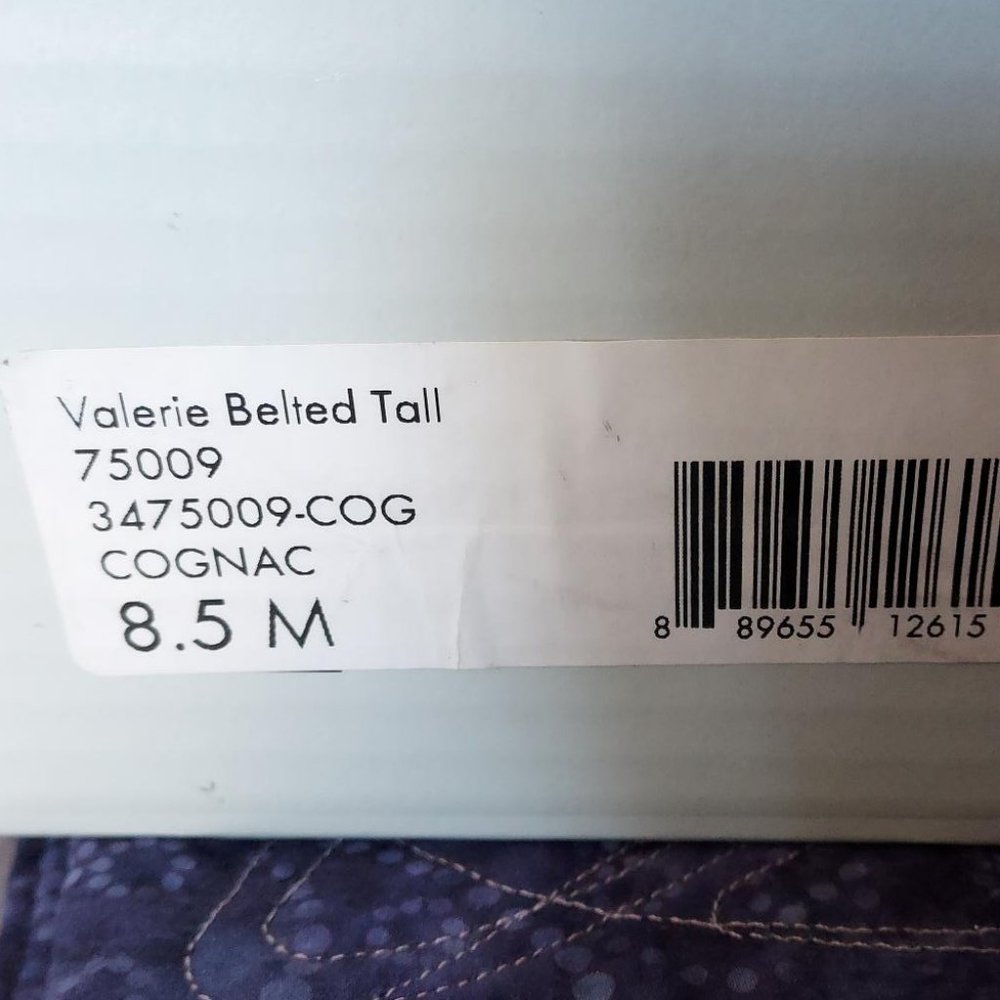 Valerie Belted Tall
75009
3475009-COG
COGNAC
8.5 M
8 89655 12615